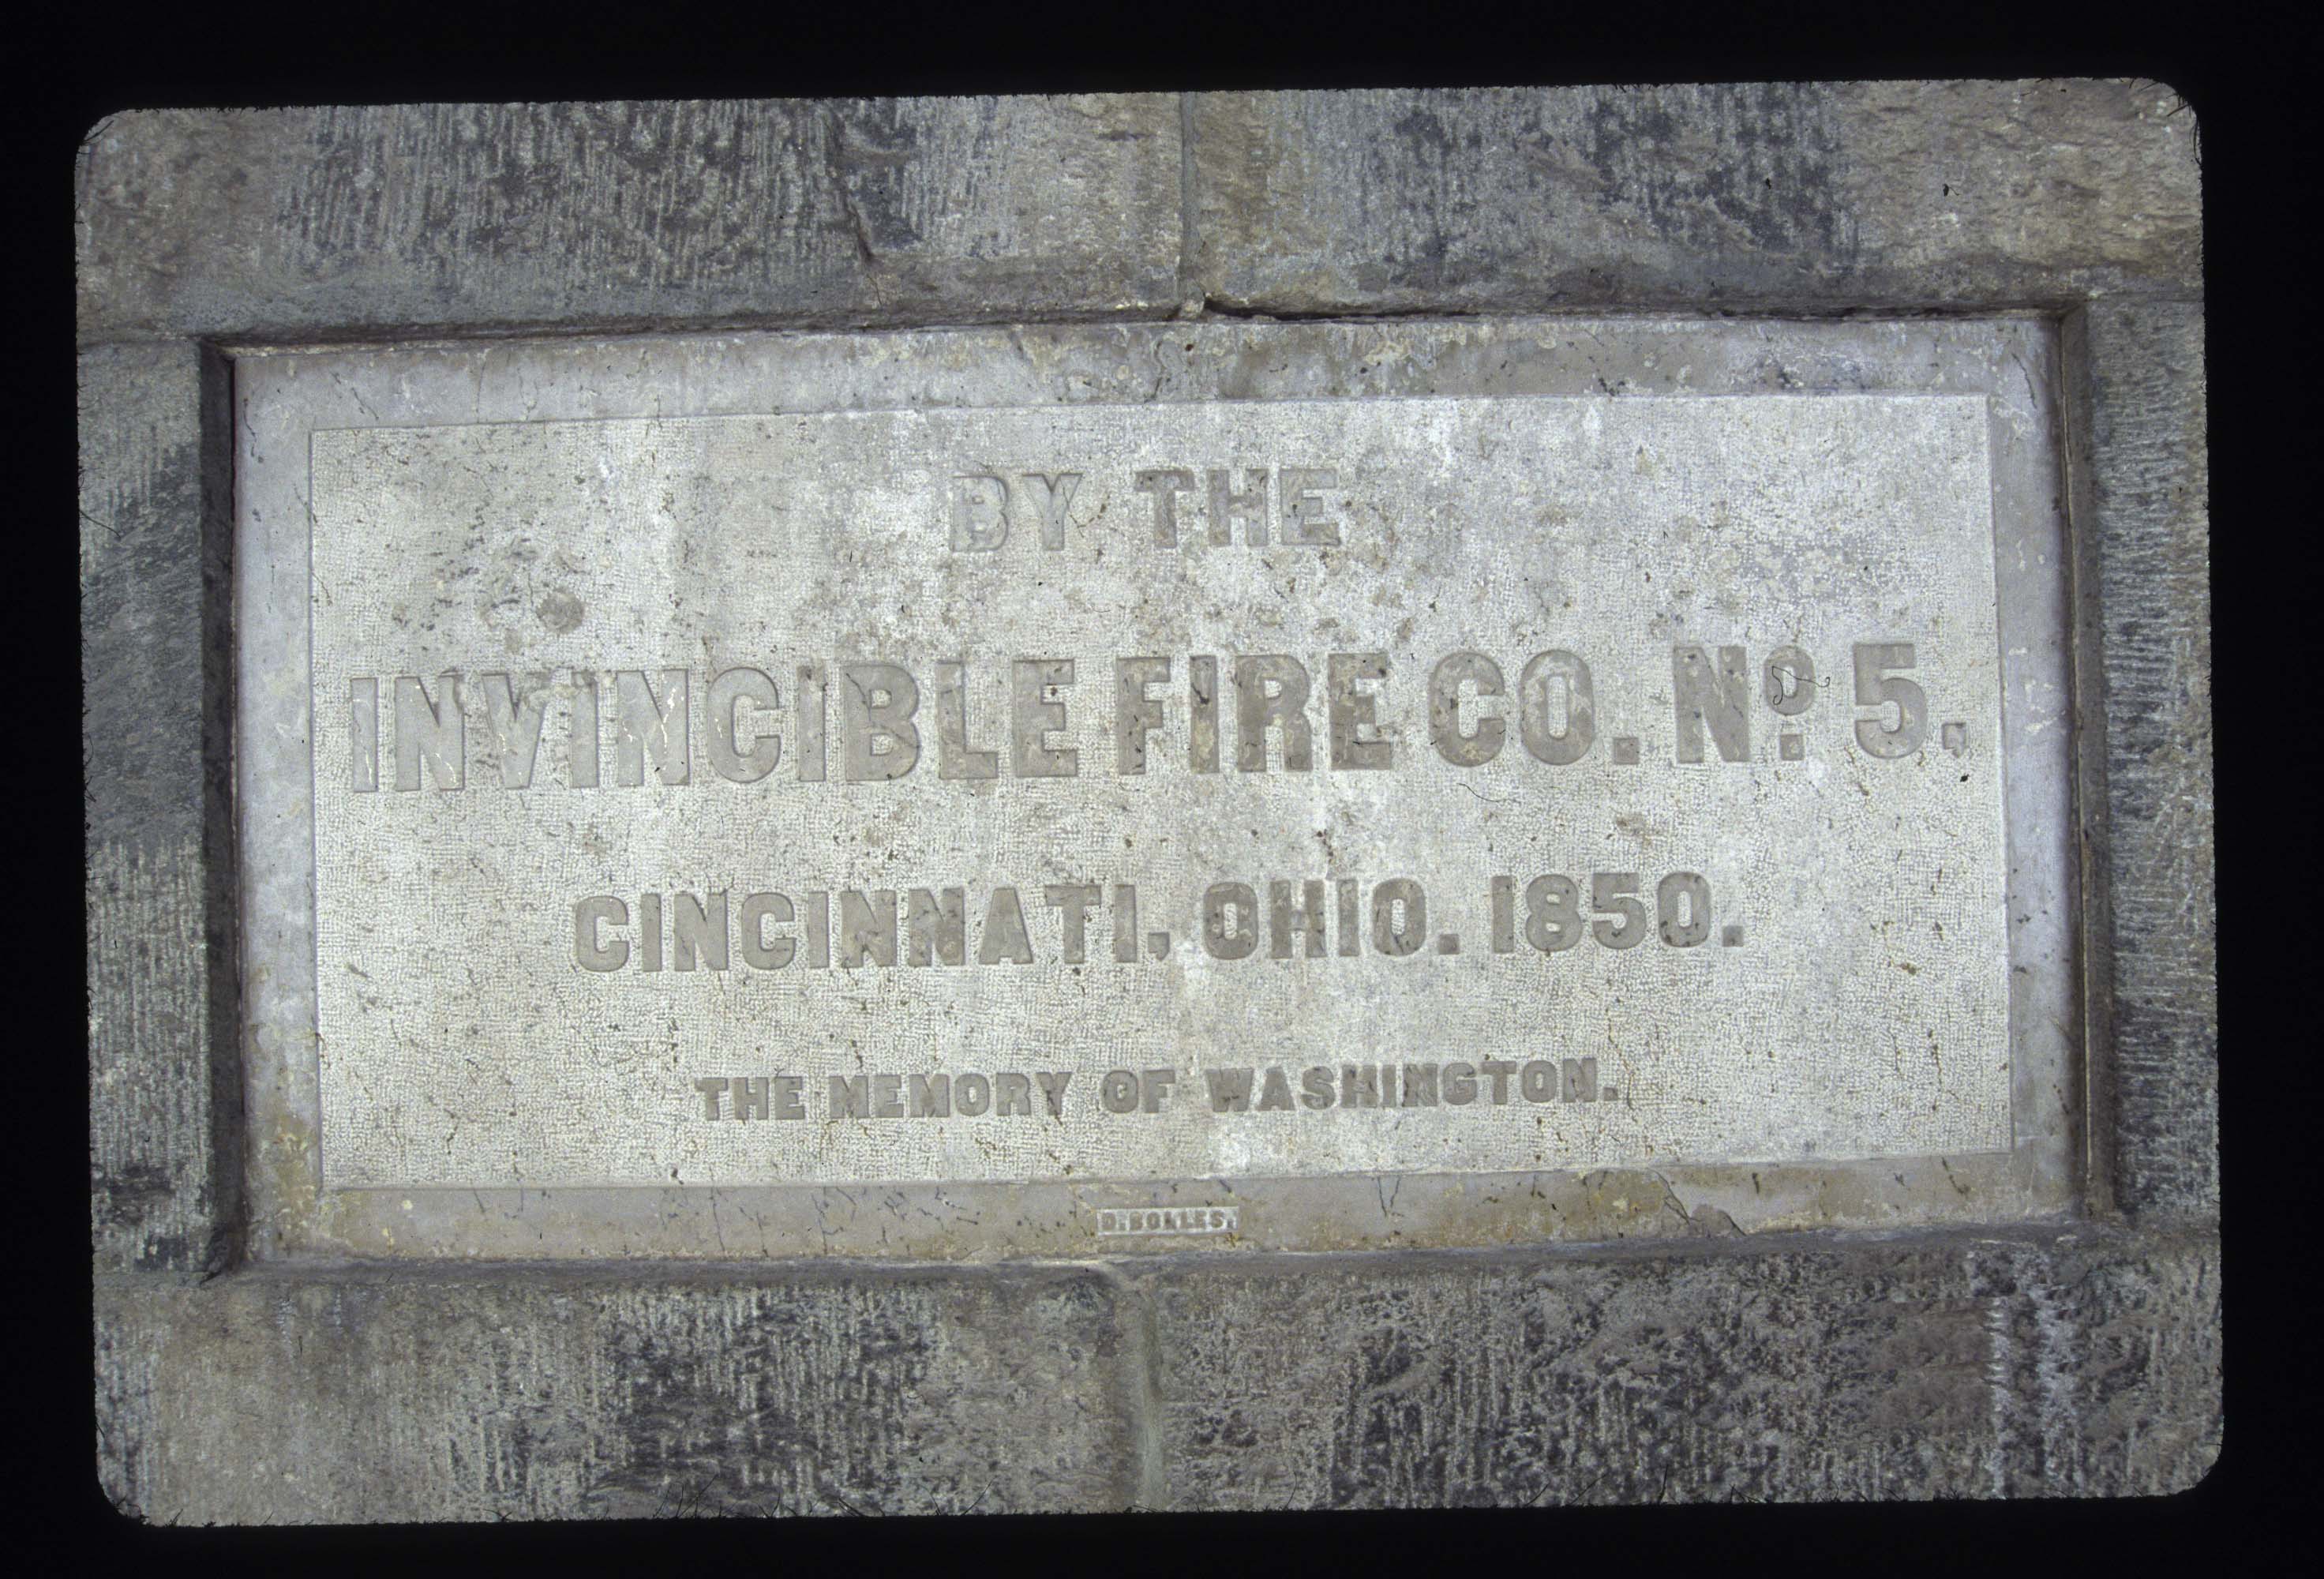 BY THE
INVINCIBLE FIRE CO. Nº 5,
CINCINNATI, OHIO. 1850.
THE MEMORY OF WASHINGTON.
D. BOLLES.